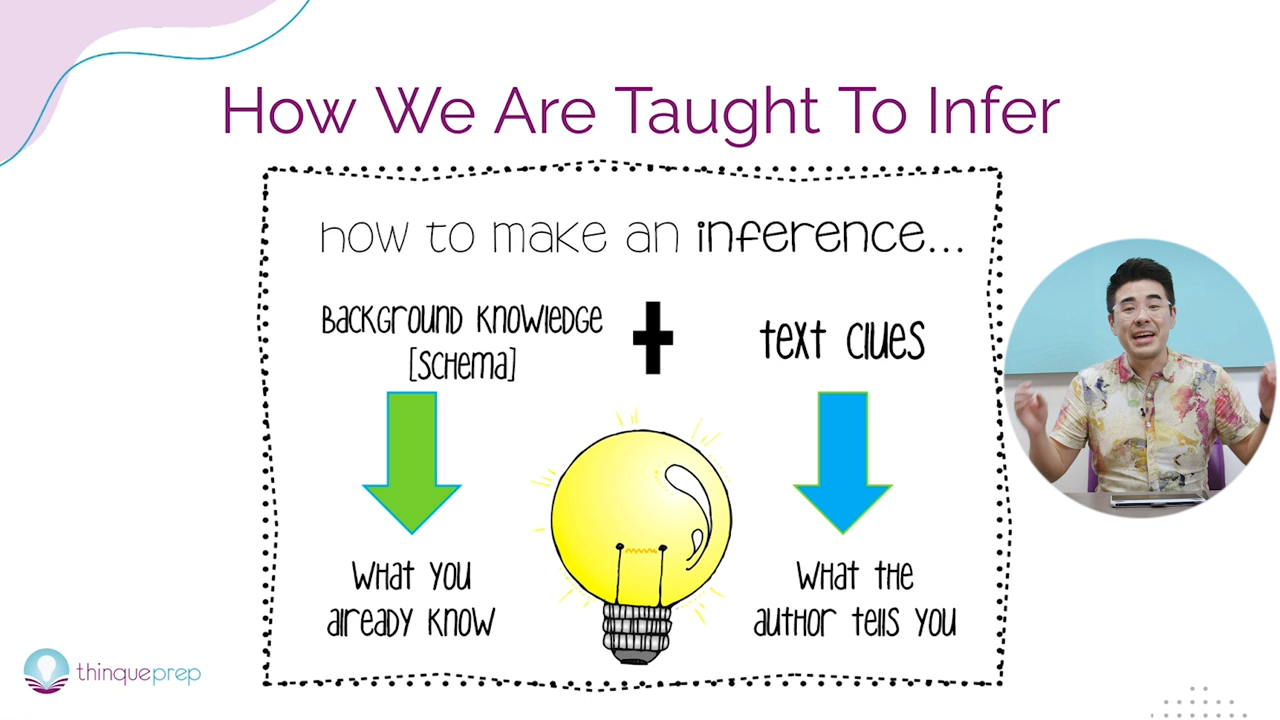 How We Are Taught To Infer
how to make an inference...
Background Knowledge
[schema]
+
text clues
What you
already know
What the
author tells you
thinqueprep